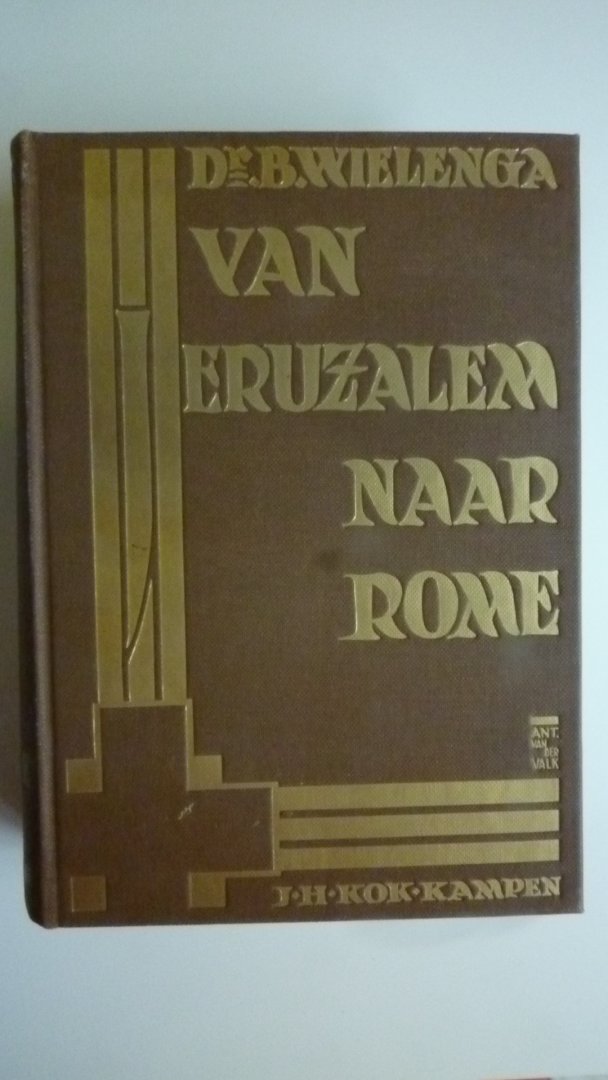 Dr. B. WIELENGA
VAN
JERUZALEM
NAAR
ROME
ANT.
VAN DER
VALK
J·H·KOK·KAMPEN